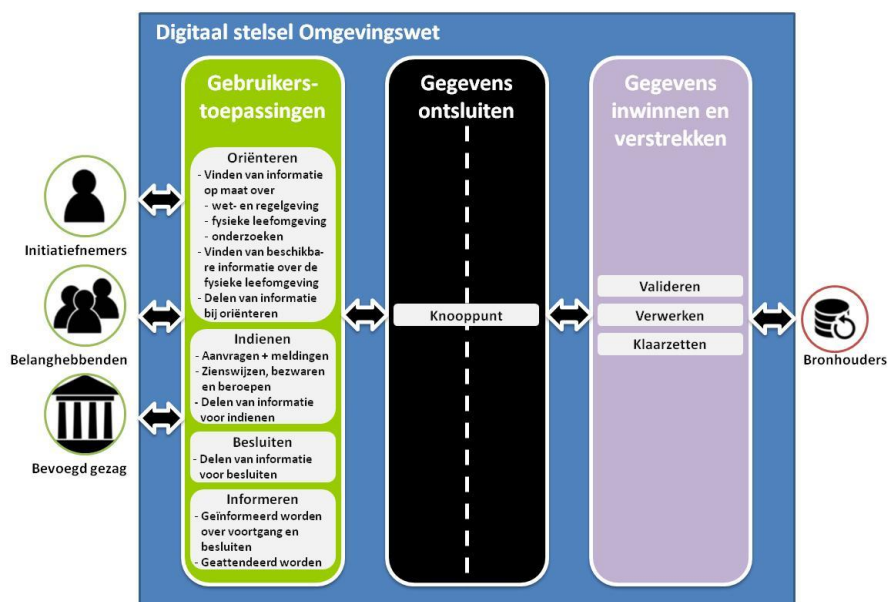 Digitaal stelsel Omgevingswet
Gebruikers-
toepassingen
Oriënteren
- Vinden van informatie
op maat over
- wet- en regelgeving
- fysieke leefomgeving
- onderzoeken
- Vinden van beschikba-
re informatie over de
fysieke leefomgeving
- Delen van informatie
bij oriënteren
Indienen
- Aanvragen + meldingen
- Zienswijzen, bezwaren
en beroepen
- Delen van informatie
voor indienen
Besluiten
- Delen van informatie
voor besluiten
Informeren
- Geïnformeerd worden
over voortgang en
besluiten
- Geattendeerd worden
Gegevens
ontsluiten
Knooppunt
Gegevens
inwinnen en
verstrekken
Valideren
Verwerken
Klaarzetten
Initiatiefnemers
Belanghebbenden
Bevoegd gezag
Bronhouders